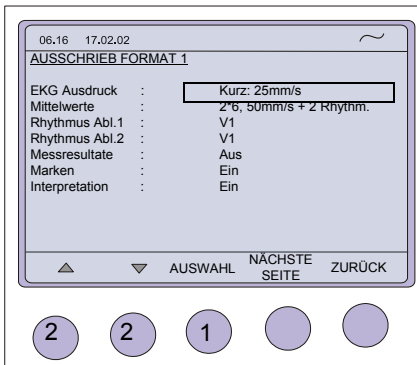 06.16 17.02.02
AUSSCHRIEB FORMAT 1
EKG Ausdruck : Kurz: 25mm/s
Mittelwerte : 2*6, 50mm/s + 2 Rhythm.
Rhythmus Abl.1 : V1
Rhythmus Abl.2 : V1
Messresultate : Aus
Marken : Ein
Interpretation : Ein
AUSWAHL NÄCHSTE SEITE ZURÜCK
2 2 1